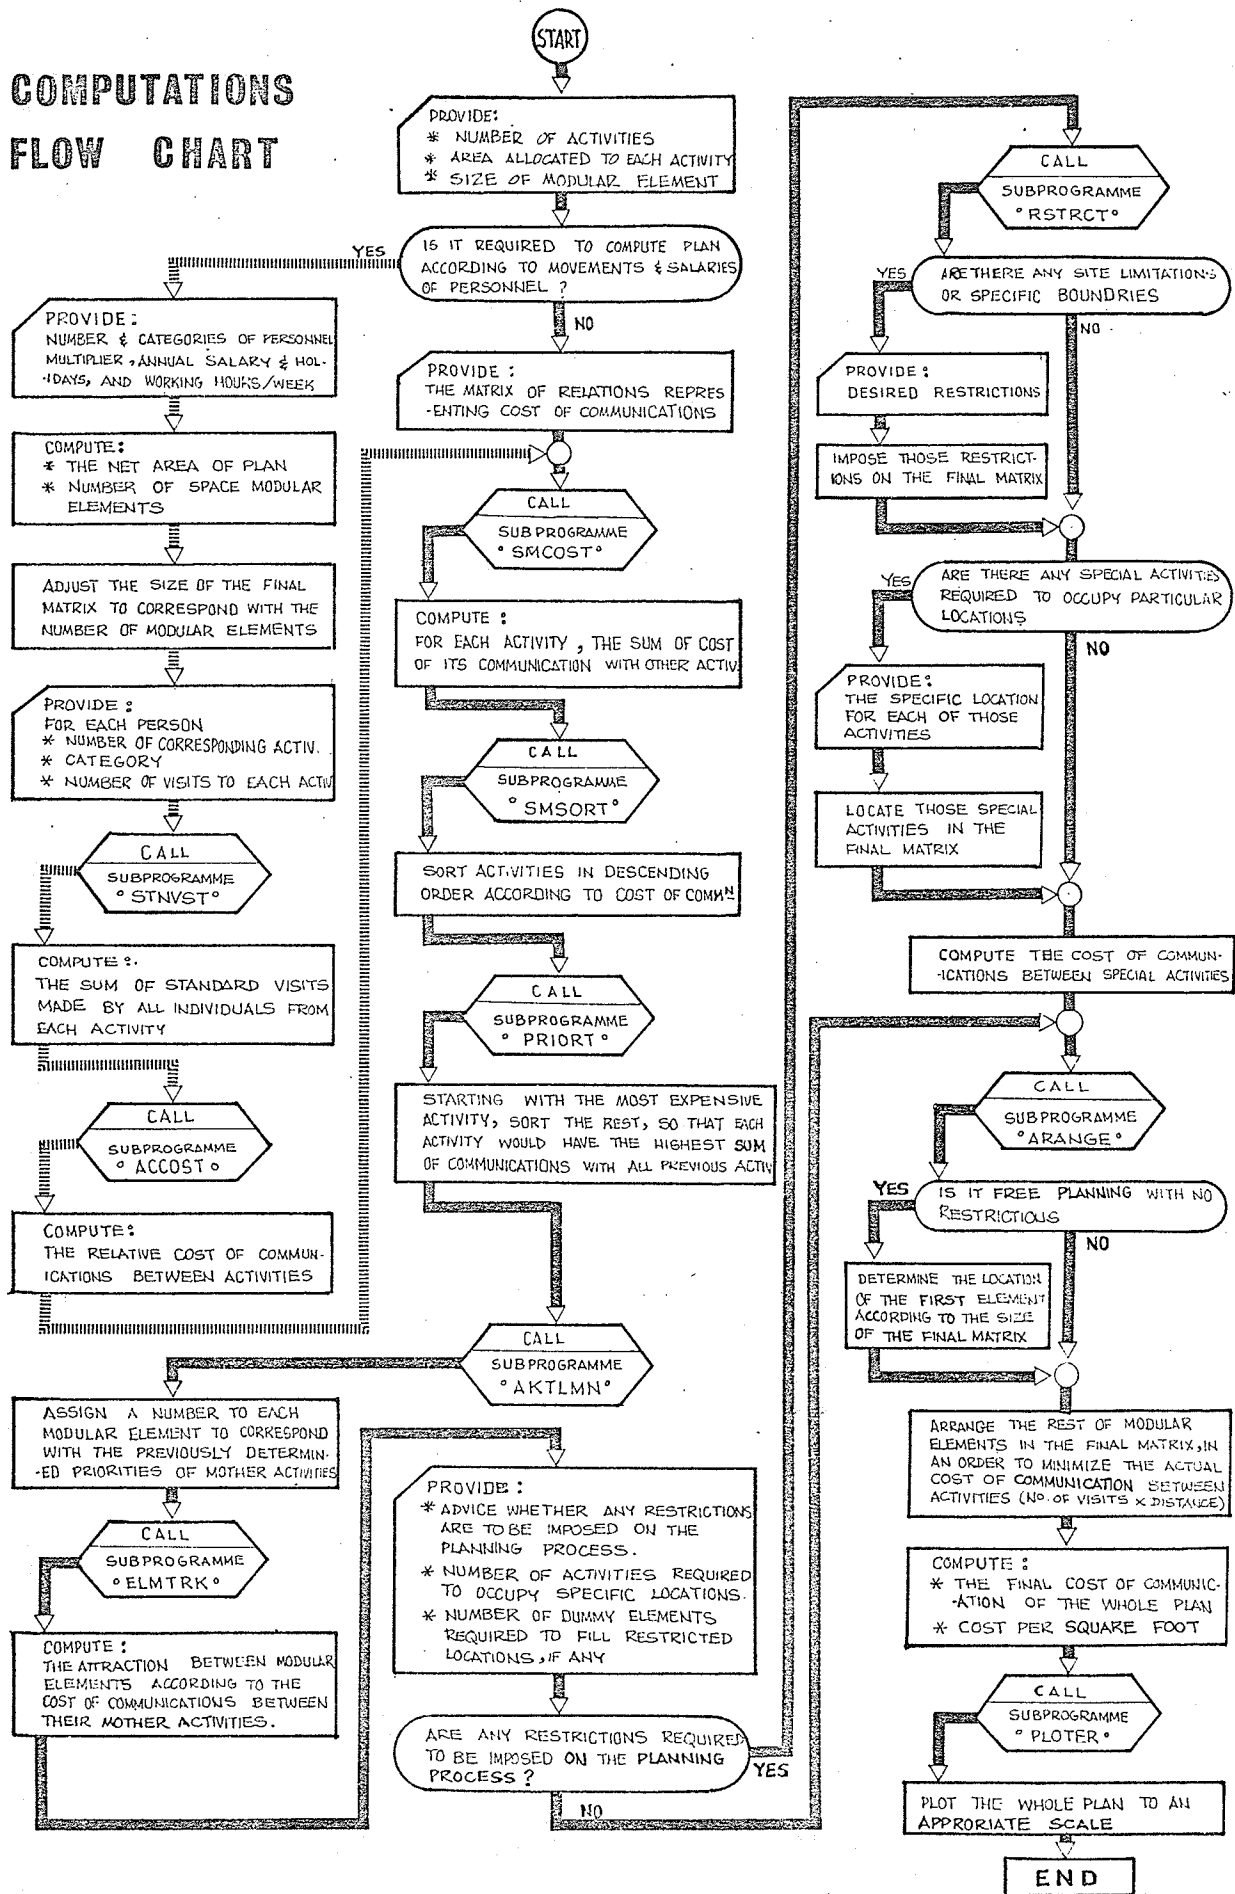 COMPUTATIONS
FLOW CHART
START
PROVIDE:
* NUMBER OF ACTIVITIES
* AREA ALLOCATED TO EACH ACTIVITY
* SIZE OF MODULAR ELEMENT
IS IT REQUIRED TO COMPUTE PLAN
ACCORDING TO MOVEMENTS & SALARIES
OF PERSONNEL ?
YES
NO
PROVIDE:
NUMBER & CATEGORIES OF PERSONNEL
MULTIPLIER, ANNUAL SALARY & HOL-
-IDAYS, AND WORKING HOURS/WEEK
COMPUTE:
* THE NET AREA OF PLAN
* NUMBER OF SPACE MODULAR
ELEMENTS
ADJUST THE SIZE OF THE FINAL
MATRIX TO CORRESPOND WITH THE
NUMBER OF MODULAR ELEMENTS
PROVIDE:
FOR EACH PERSON
* NUMBER OF CORRESPONDING ACTIV.
* CATEGORY
* NUMBER OF VISITS TO EACH ACTIV
CALL
SUBPROGRAMME
°STNVST°
COMPUTE:.
THE SUM OF STANDARD VISITS
MADE BY ALL INDIVIDUALS FROM
EACH ACTIVITY
CALL
SUBPROGRAMME
° ACCOST°
COMPUTE:
THE RELATIVE COST OF COMMUN-
-ICATIONS BETWEEN ACTIVITIES
PROVIDE:
THE MATRIX OF RELATIONS REPRES
-ENTING COST OF COMMUNICATIONS
CALL
SUBPROGRAMME
° SMCOST°
COMPUTE:
FOR EACH ACTIVITY, THE SUM OF COST
OF ITS COMMUNICATION WITH OTHER ACTIV.
CALL
SUBPROGRAMME
°SMSORT°
SORT ACTIVITIES IN DESCENDING
ORDER ACCORDING TO COST OF COMMᴺ
CALL
SUBPROGRAMME
° PRIORT°
STARTING WITH THE MOST EXPENSIVE
ACTIVITY, SORT THE REST, SO THAT EACH
ACTIVITY WOULD HAVE THE HIGHEST SUM
OF COMMUNICATIONS WITH ALL PREVIOUS ACTIV
CALL
SUBPROGRAMME
°AKTLMN°
ASSIGN A NUMBER TO EACH
MODULAR ELEMENT TO CORRESPOND
WITH THE PREVIOUSLY DETERMIN-
-ED PRIORITIES OF MOTHER ACTIVITIES
CALL
SUBPROGRAMME
°ELMTRK°
COMPUTE:
THE ATTRACTION BETWEEN MODULAR
ELEMENTS ACCORDING TO THE
COST OF COMMUNICATIONS BETWEEN
THEIR MOTHER ACTIVITIES.
PROVIDE:
* ADVICE WHETHER ANY RESTRICTIONS
ARE TO BE IMPOSED ON THE
PLANNING PROCESS.
* NUMBER OF ACTIVITIES REQUIRED
TO OCCUPY SPECIFIC LOCATIONS.
* NUMBER OF DUMMY ELEMENTS
REQUIRED TO FILL RESTRICTED
LOCATIONS, IF ANY
ARE ANY RESTRICTIONS REQUIRED
TO BE IMPOSED ON THE PLANNING
PROCESS?
YES
NO
CALL
SUBPROGRAMME
° RSTRCT°
ARE THERE ANY SITE LIMITATIONS
OR SPECIFIC BOUNDRIES
YES
NO
PROVIDE:
DESIRED RESTRICTIONS
IMPOSE THOSE RESTRICT-
IONS ON THE FINAL MATRIX
ARE THERE ANY SPECIAL ACTIVITIES
REQUIRED TO OCCUPY PARTICULAR
LOCATIONS
YES
NO
PROVIDE:
THE SPECIFIC LOCATION
FOR EACH OF THOSE
ACTIVITIES
LOCATE THOSE SPECIAL
ACTIVITIES IN THE
FINAL MATRIX
COMPUTE THE COST OF COMMUN-
-ICATIONS BETWEEN SPECIAL ACTIVITIES
CALL
SUBPROGRAMME
°ARANGE°
IS IT FREE PLANNING WITH NO
RESTRICTIOUS
YES
NO
DETERMINE THE LOCATION
OF THE FIRST ELEMENT
ACCORDING TO THE SIZE
OF THE FINAL MATRIX
ARRANGE THE REST OF MODULAR
ELEMENTS IN THE FINAL MATRIX, IN
AN ORDER TO MINIMIZE THE ACTUAL
COST OF COMMUNICATION BETWEEN
ACTIVITIES (NO. OF VISITS X DISTANCE)
COMPUTE:
* THE FINAL COST OF COMMUNIC-
-ATION OF THE WHOLE PLAN
* COST PER SQUARE FOOT
CALL
SUBPROGRAMME
° PLOTER°
PLOT THE WHOLE PLAN TO AN
APPRORIATE SCALE
END